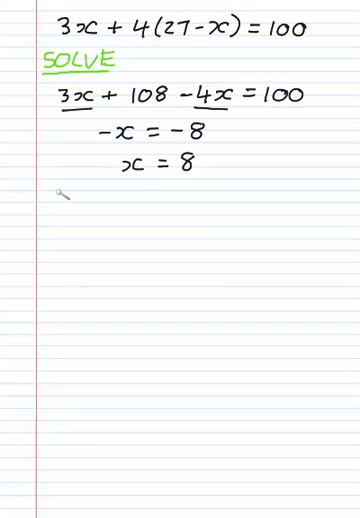 3x + 4(27 - x) = 100
SOLVE
3x + 108 - 4x = 100
-x = -8
x = 8